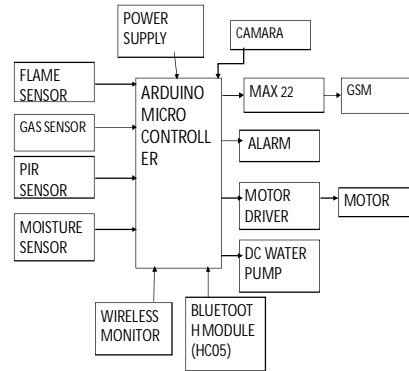 POWER
SUPPLY
CAMARA
FLAME
SENSOR
GAS SENSOR
PIR
SENSOR
MOISTURE
SENSOR
ARDUINO
MICRO
CONTROLL
ER
MAX 22
GSM
ALARM
MOTOR
DRIVER
MOTOR
DC WATER
PUMP
WIRELESS
MONITOR
BLUETOOT
H MODULE
(HC05)